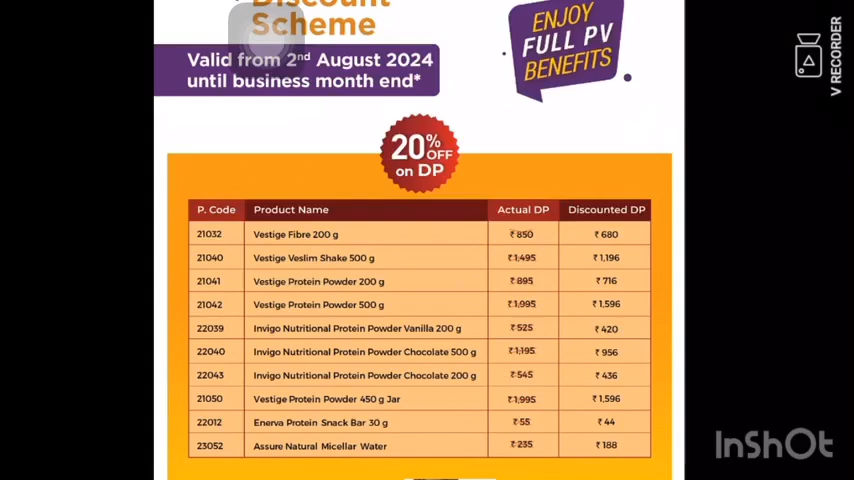 Discount
Scheme
Valid from 2nd August 2024
until business month end*
ENJOY
FULL PV
BENEFITS
V RECORDER
20%
OFF
on DP
P. Code Product Name Actual DP Discounted DP
21032 Vestige Fibre 200 g ₹850 ₹680
21040 Vestige Veslim Shake 500 g ₹1,495 ₹1,196
21041 Vestige Protein Powder 200 g ₹895 ₹716
21042 Vestige Protein Powder 500 g ₹1,995 ₹1,596
22039 Invigo Nutritional Protein Powder Vanilla 200 g ₹525 ₹420
22040 Invigo Nutritional Protein Powder Chocolate 500 g ₹1,195 ₹956
22043 Invigo Nutritional Protein Powder Chocolate 200 g ₹545 ₹436
21050 Vestige Protein Powder 450 g Jar ₹1,995 ₹1,596
22012 Enerva Protein Snack Bar 30 g ₹55 ₹44
23052 Assure Natural Micellar Water ₹235 ₹188
InShOt